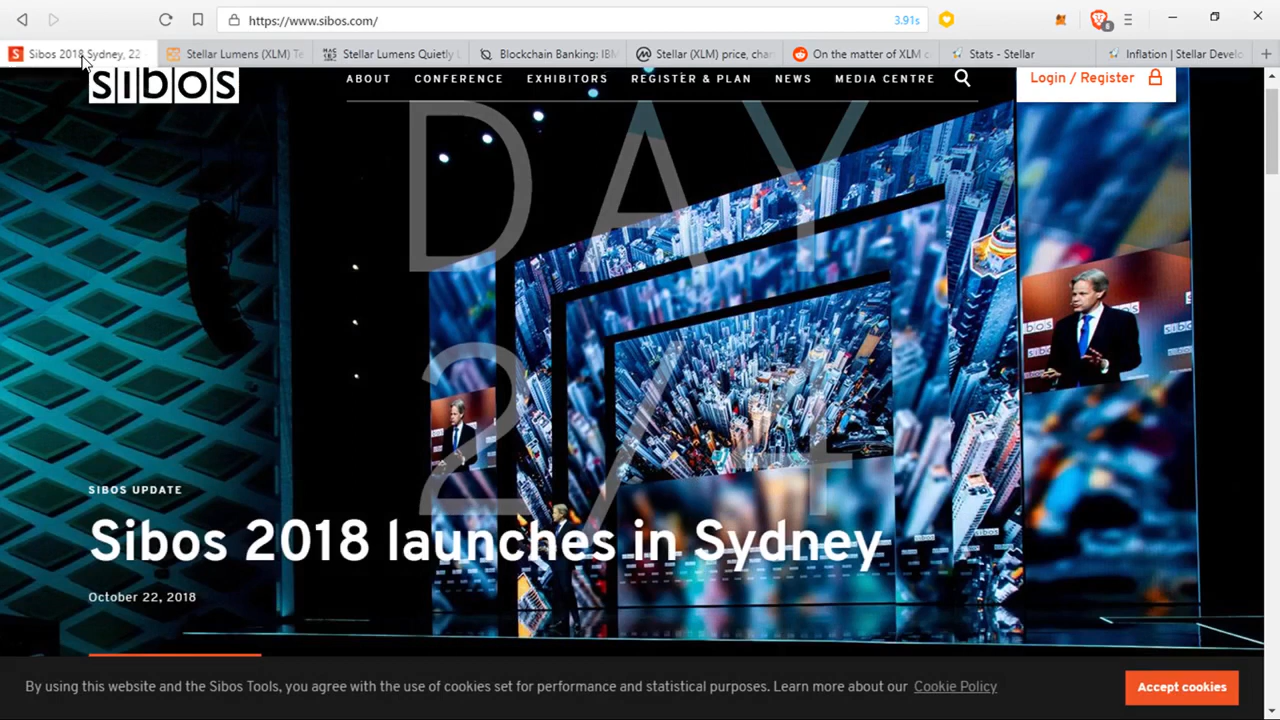 https://www.sibos.com/
3.91s
Sibos 2018 Sydney, 22
Stellar Lumens (XLM) Te
Stellar Lumens Quietly
Blockchain Banking: IBM
Stellar (XLM) price, char
On the matter of XLM c
Stats - Stellar
Inflation | Stellar Develo
sibos
ABOUT
CONFERENCE
EXHIBITORS
REGISTER & PLAN
NEWS
MEDIA CENTRE
Login / Register
DAY
2/4
SIBOS UPDATE
Sibos 2018 launches in Sydney
October 22, 2018
By using this website and the Sibos Tools, you agree with the use of cookies set for performance and statistical purposes. Learn more about our Cookie Policy
Accept cookies